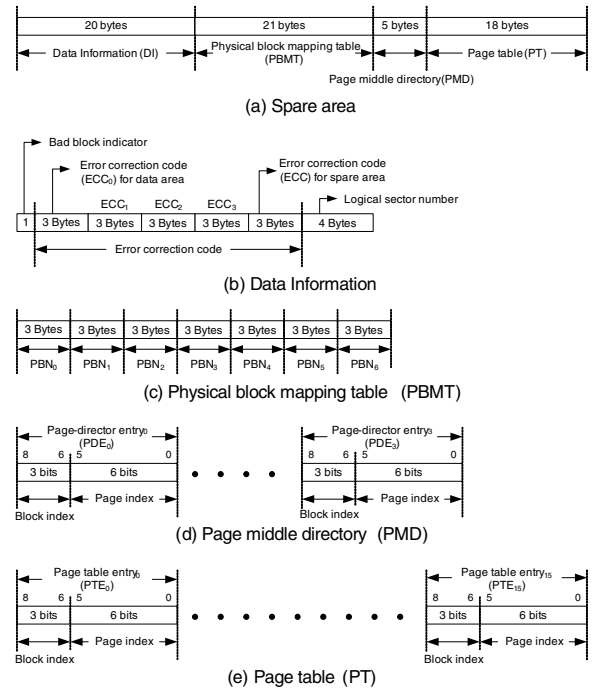 20 bytes 21 bytes 5 bytes 18 bytes
Data Information (DI) Physical block mapping table (PBMT) Page table (PT)
Page middle directory(PMD)
(a) Spare area
Bad block indicator
Error correction code (ECC₀) for data area
Error correction code (ECC) for spare area
ECC₁ ECC₂ ECC₃
Logical sector number
1 3 Bytes 3 Bytes 3 Bytes 3 Bytes 3 Bytes 4 Bytes
Error correction code
(b) Data Information
3 Bytes 3 Bytes 3 Bytes 3 Bytes 3 Bytes 3 Bytes 3 Bytes
PBN₀ PBN₁ PBN₂ PBN₃ PBN₄ PBN₅ PBN₆
(c) Physical block mapping table (PBMT)
Page-director entry₀ Page-director entry₃
(PDE₀) (PDE₃)
8 6 5 0 8 6 5 0
3 bits 6 bits 3 bits 6 bits
Page index Page index
Block index Block index
(d) Page middle directory (PMD)
Page table entry₀ Page table entry₁₅
(PTE₀) (PTE₁₅)
8 6 5 0 8 6 5 0
3 bits 6 bits 3 bits 6 bits
Page index Page index
Block index Block index
(e) Page table (PT)